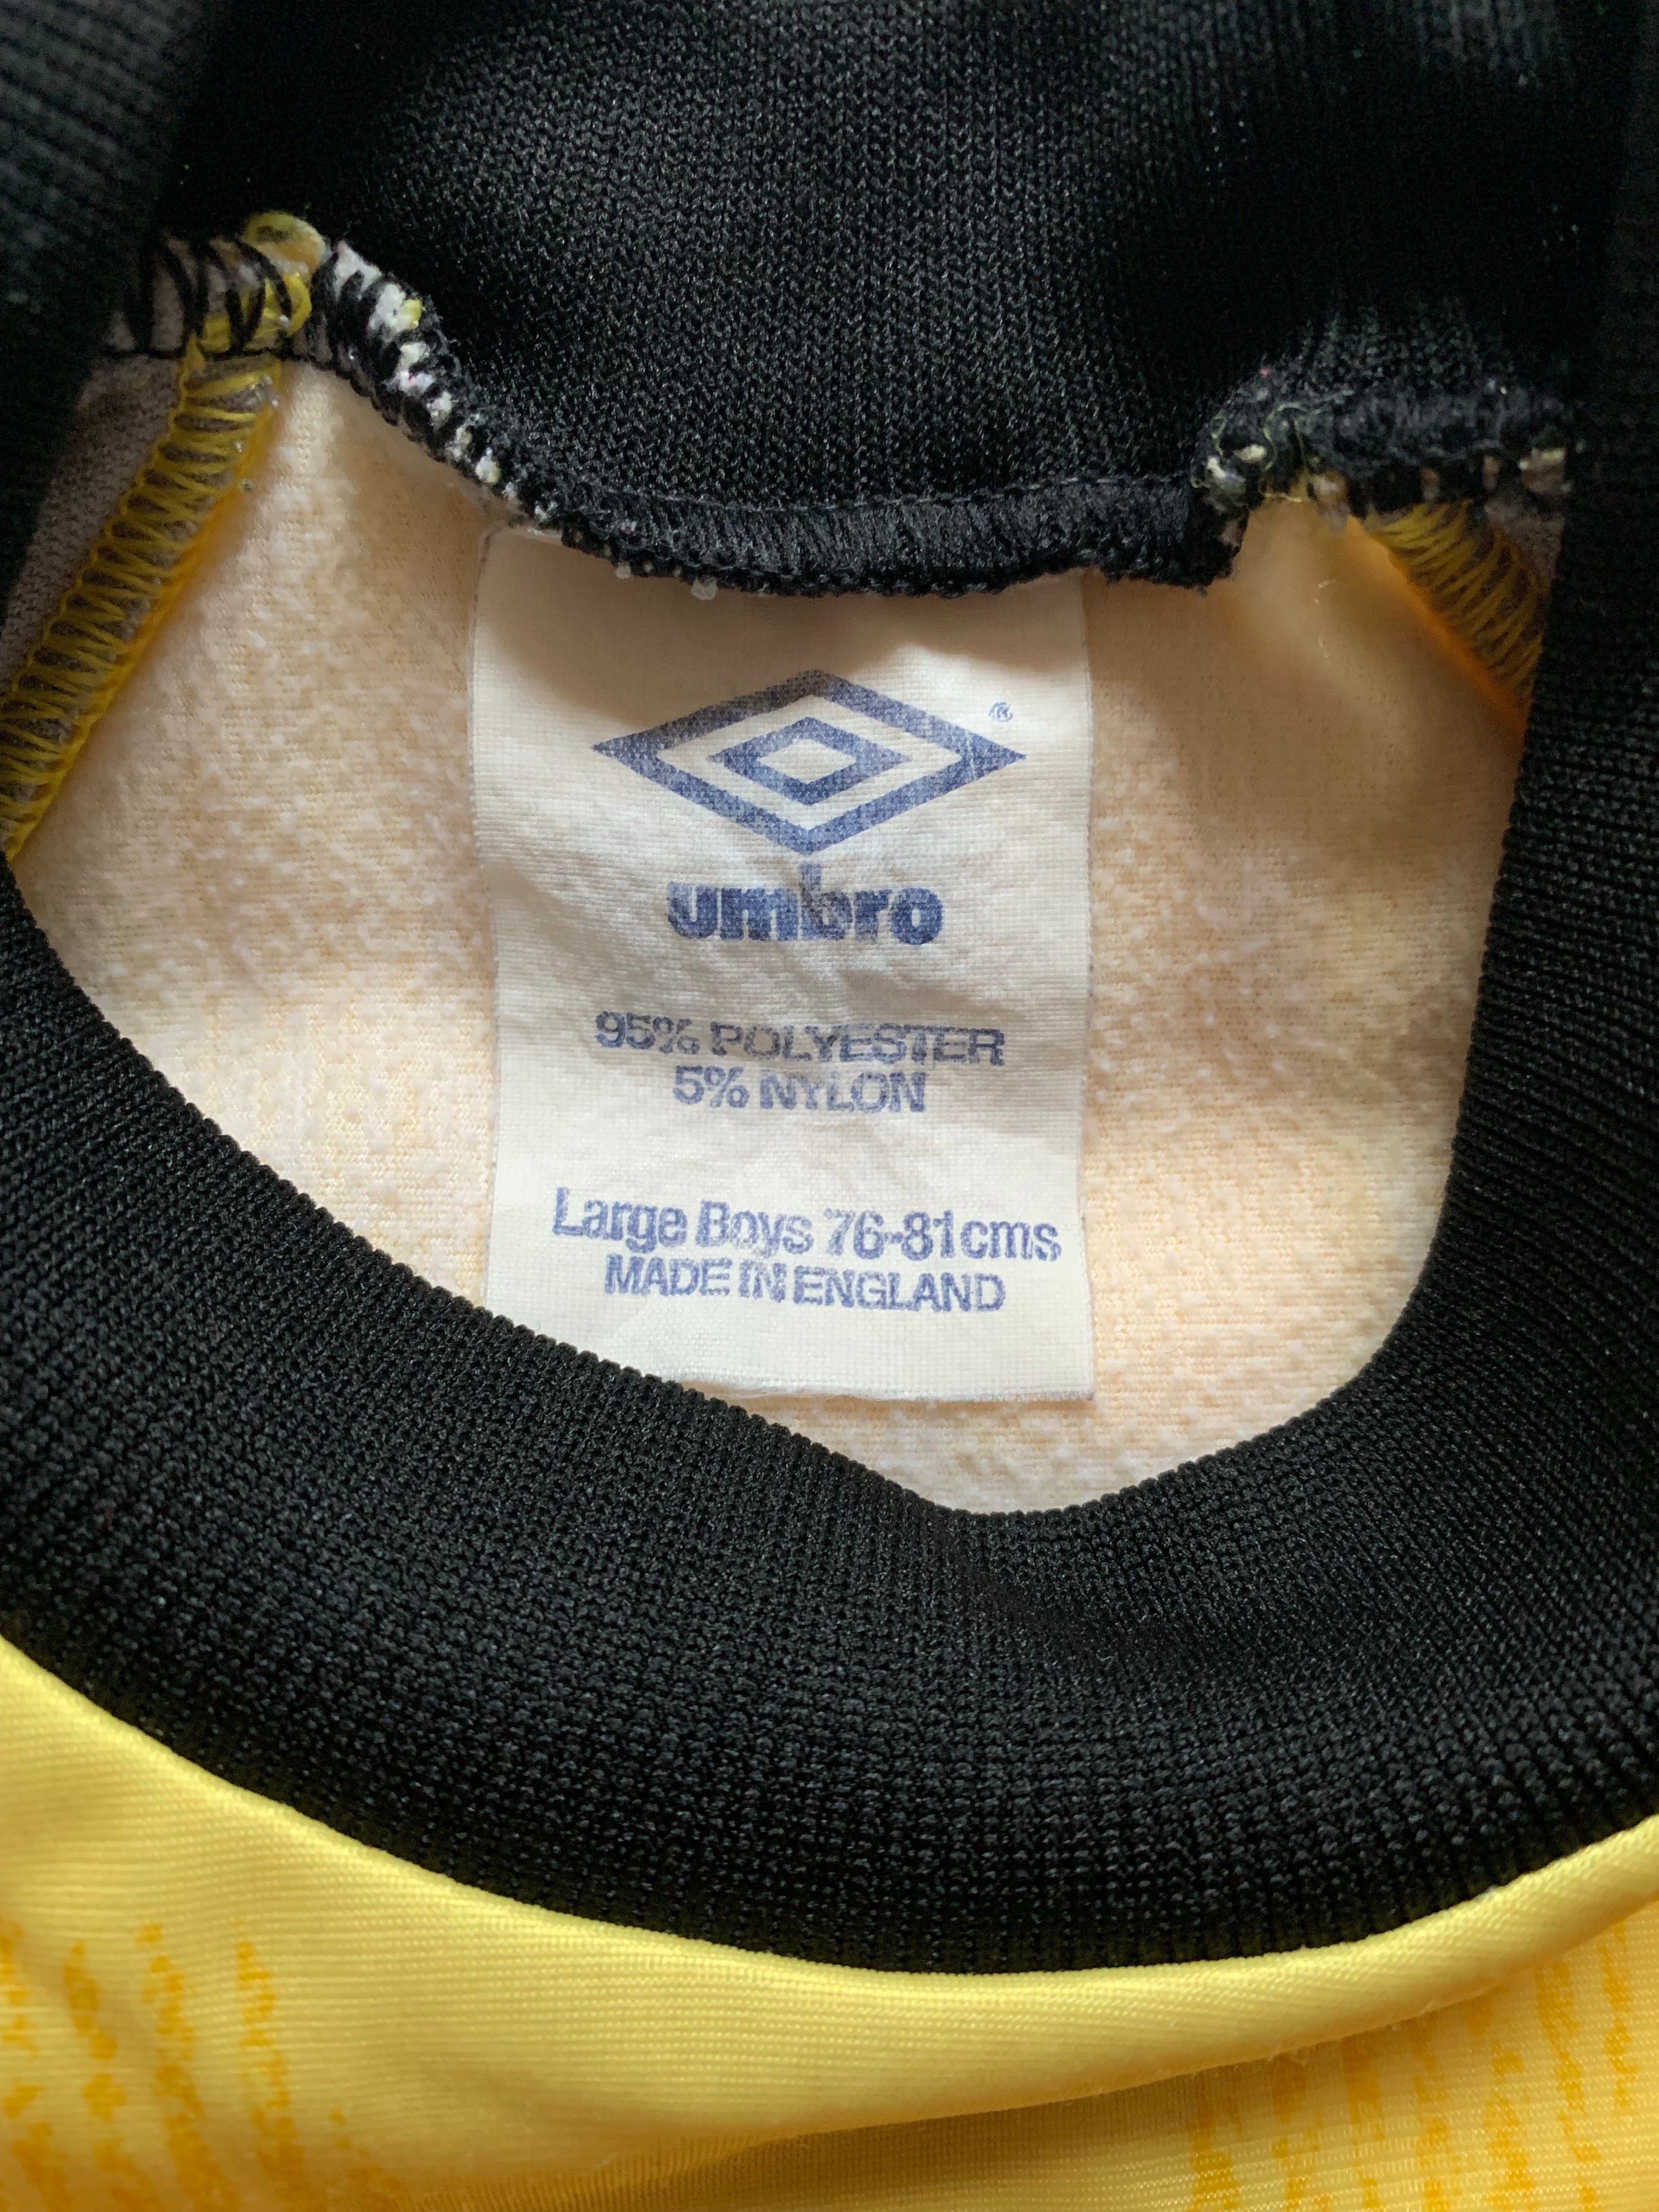 ®
umbro
95% POLYESTER
5% NYLON
Large Boys 76-81cms
MADE IN ENGLAND